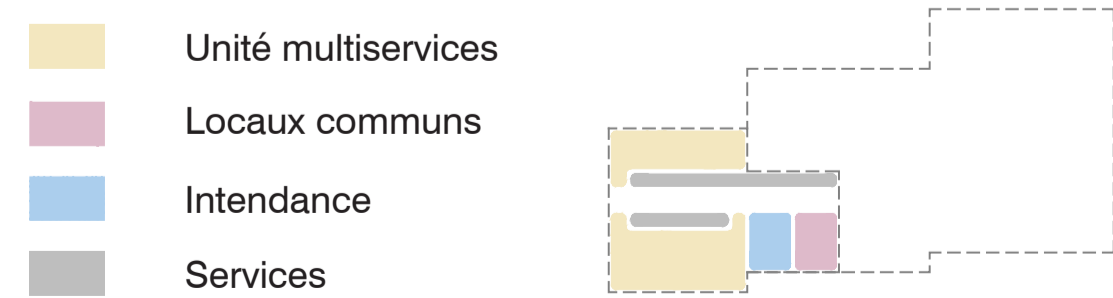 Unité multiservices
Locaux communs
Intendance
Services